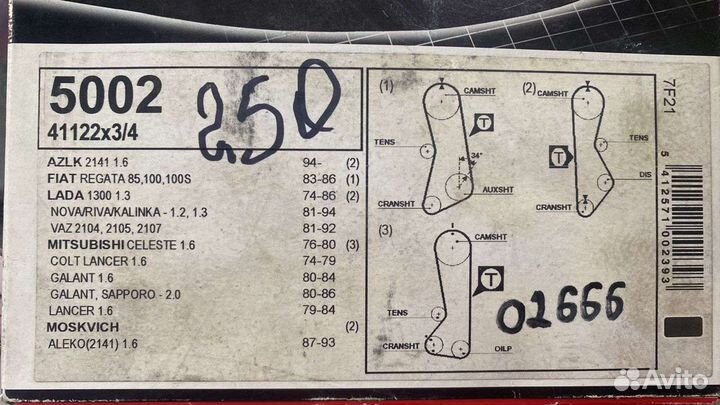 5002
41122x3/4
250
AZLK 2141 1.6 94- (2)
FIAT REGATA 85,100,100S 83-86 (1)
LADA 1300 1.3 74-86 (2)
NOVA/RIVA/KALINKA - 1.2, 1.3 81-94
VAZ 2104, 2105, 2107 81-92
MITSUBISHI CELESTE 1.6 76-80 (3)
COLT LANCER 1.6 74-79
GALANT 1.6 80-84
GALANT, SAPPORO - 2.0 80-86
LANCER 1.6 79-84
MOSKVICH (2)
ALEKO(2141) 1.6 87-93
(1)
CAMSHT
T
TENS
34°
AUXSHT
CRANSHT
(2)
CAMSHT
TENS
T
DIS
CRANSHT
(3)
CAMSHT
T
TENS
CRANKSHT
OILP
02666
7F21
5 412571 002393
Avito